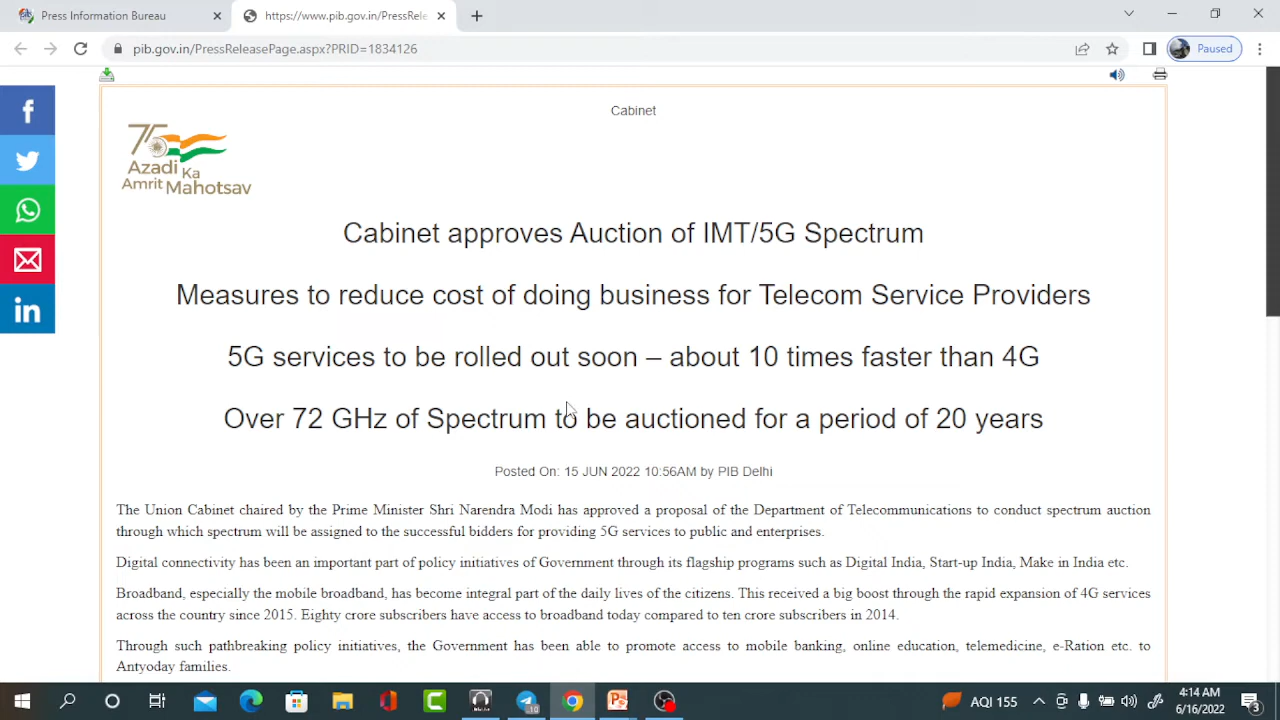 Press Information Bureau
https://www.pib.gov.in/PressRele
pib.gov.in/PressReleasePage.aspx?PRID=1834126
Paused
Cabinet
75
Azadi Ka
Amrit Mahotsav
Cabinet approves Auction of IMT/5G Spectrum
Measures to reduce cost of doing business for Telecom Service Providers
5G services to be rolled out soon – about 10 times faster than 4G
Over 72 GHz of Spectrum to be auctioned for a period of 20 years
Posted On: 15 JUN 2022 10:56AM by PIB Delhi
The Union Cabinet chaired by the Prime Minister Shri Narendra Modi has approved a proposal of the Department of Telecommunications to conduct spectrum auction
through which spectrum will be assigned to the successful bidders for providing 5G services to public and enterprises.
Digital connectivity has been an important part of policy initiatives of Government through its flagship programs such as Digital India, Start-up India, Make in India etc.
Broadband, especially the mobile broadband, has become integral part of the daily lives of the citizens. This received a big boost through the rapid expansion of 4G services
across the country since 2015. Eighty crore subscribers have access to broadband today compared to ten crore subscribers in 2014.
Through such pathbreaking policy initiatives, the Government has been able to promote access to mobile banking, online education, telemedicine, e-Ration etc. to
Antyoday families.
10
AQI 155
4:14 AM
6/16/2022
3